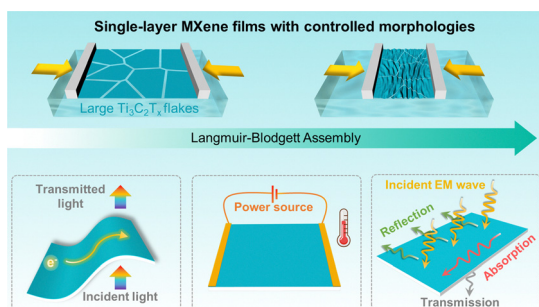 Single-layer MXene films with controlled morphologies
Large Ti₃C₂Tₓ flakes
Langmuir-Blodgett Assembly
Transmitted
light
e⁻
Incident light
Power source
Incident EM wave
Reflection
Absorption
Transmission